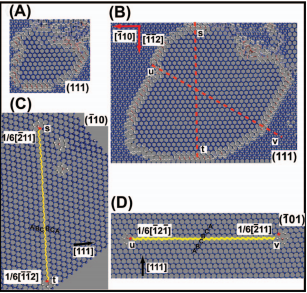 (A)
(111)
(B)
[1̄10] [1̄1̄2]
s
u
v
t
(111)
(C)
s
(1̄10)
1/6[2̄11]
111
1/6[1̄1̄2]
t
(D)
(1̄01)
1/6[1̄21] 1/6[2̄11]
u v
[111]